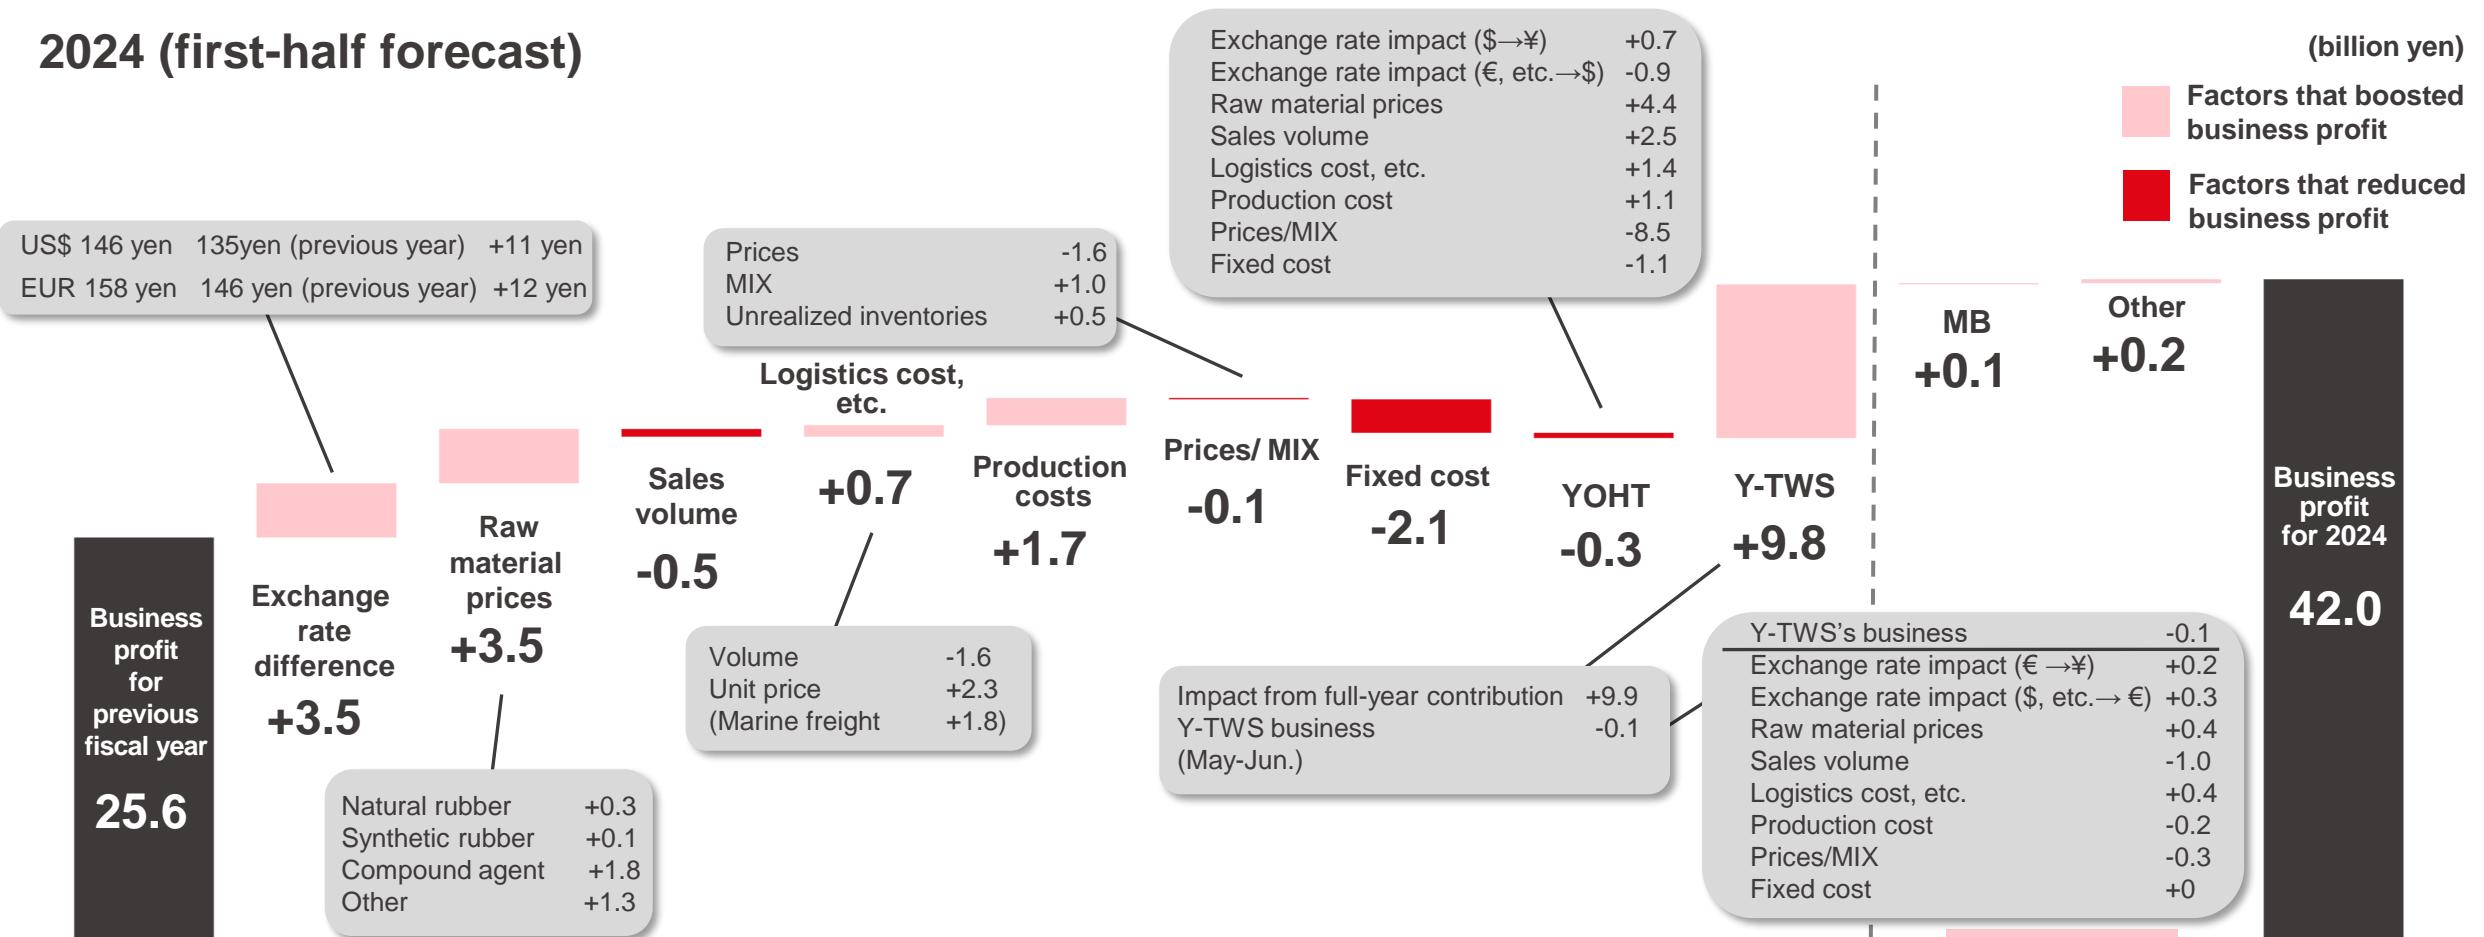 2024 (first-half forecast)
(billion yen)
Factors that boosted
business profit
Factors that reduced
business profit
Exchange rate impact ($→¥) +0.7
Exchange rate impact (€, etc.→$) -0.9
Raw material prices +4.4
Sales volume +2.5
Logistics cost, etc. +1.4
Production cost +1.1
Prices/MIX -8.5
Fixed cost -1.1
US$ 146 yen 135yen (previous year) +11 yen
EUR 158 yen 146 yen (previous year) +12 yen
Prices -1.6
MIX +1.0
Unrealized inventories +0.5
Business
profit
for
previous
fiscal year
25.6
Exchange
rate
difference
+3.5
Raw
material
prices
+3.5
Sales
volume
-0.5
Logistics cost,
etc.
+0.7
Production
costs
+1.7
Prices/ MIX
-0.1
Fixed cost
-2.1
YOHT
-0.3
Y-TWS
+9.8
MB
+0.1
Other
+0.2
Business
profit
for 2024
42.0
Natural rubber +0.3
Synthetic rubber +0.1
Compound agent +1.8
Other +1.3
Volume -1.6
Unit price +2.3
(Marine freight +1.8)
Impact from full-year contribution +9.9
Y-TWS business -0.1
(May-Jun.)
Y-TWS’s business -0.1
Exchange rate impact (€ →¥) +0.2
Exchange rate impact ($, etc.→ €) +0.3
Raw material prices +0.4
Sales volume -1.0
Logistics cost, etc. +0.4
Production cost -0.2
Prices/MIX -0.3
Fixed cost +0